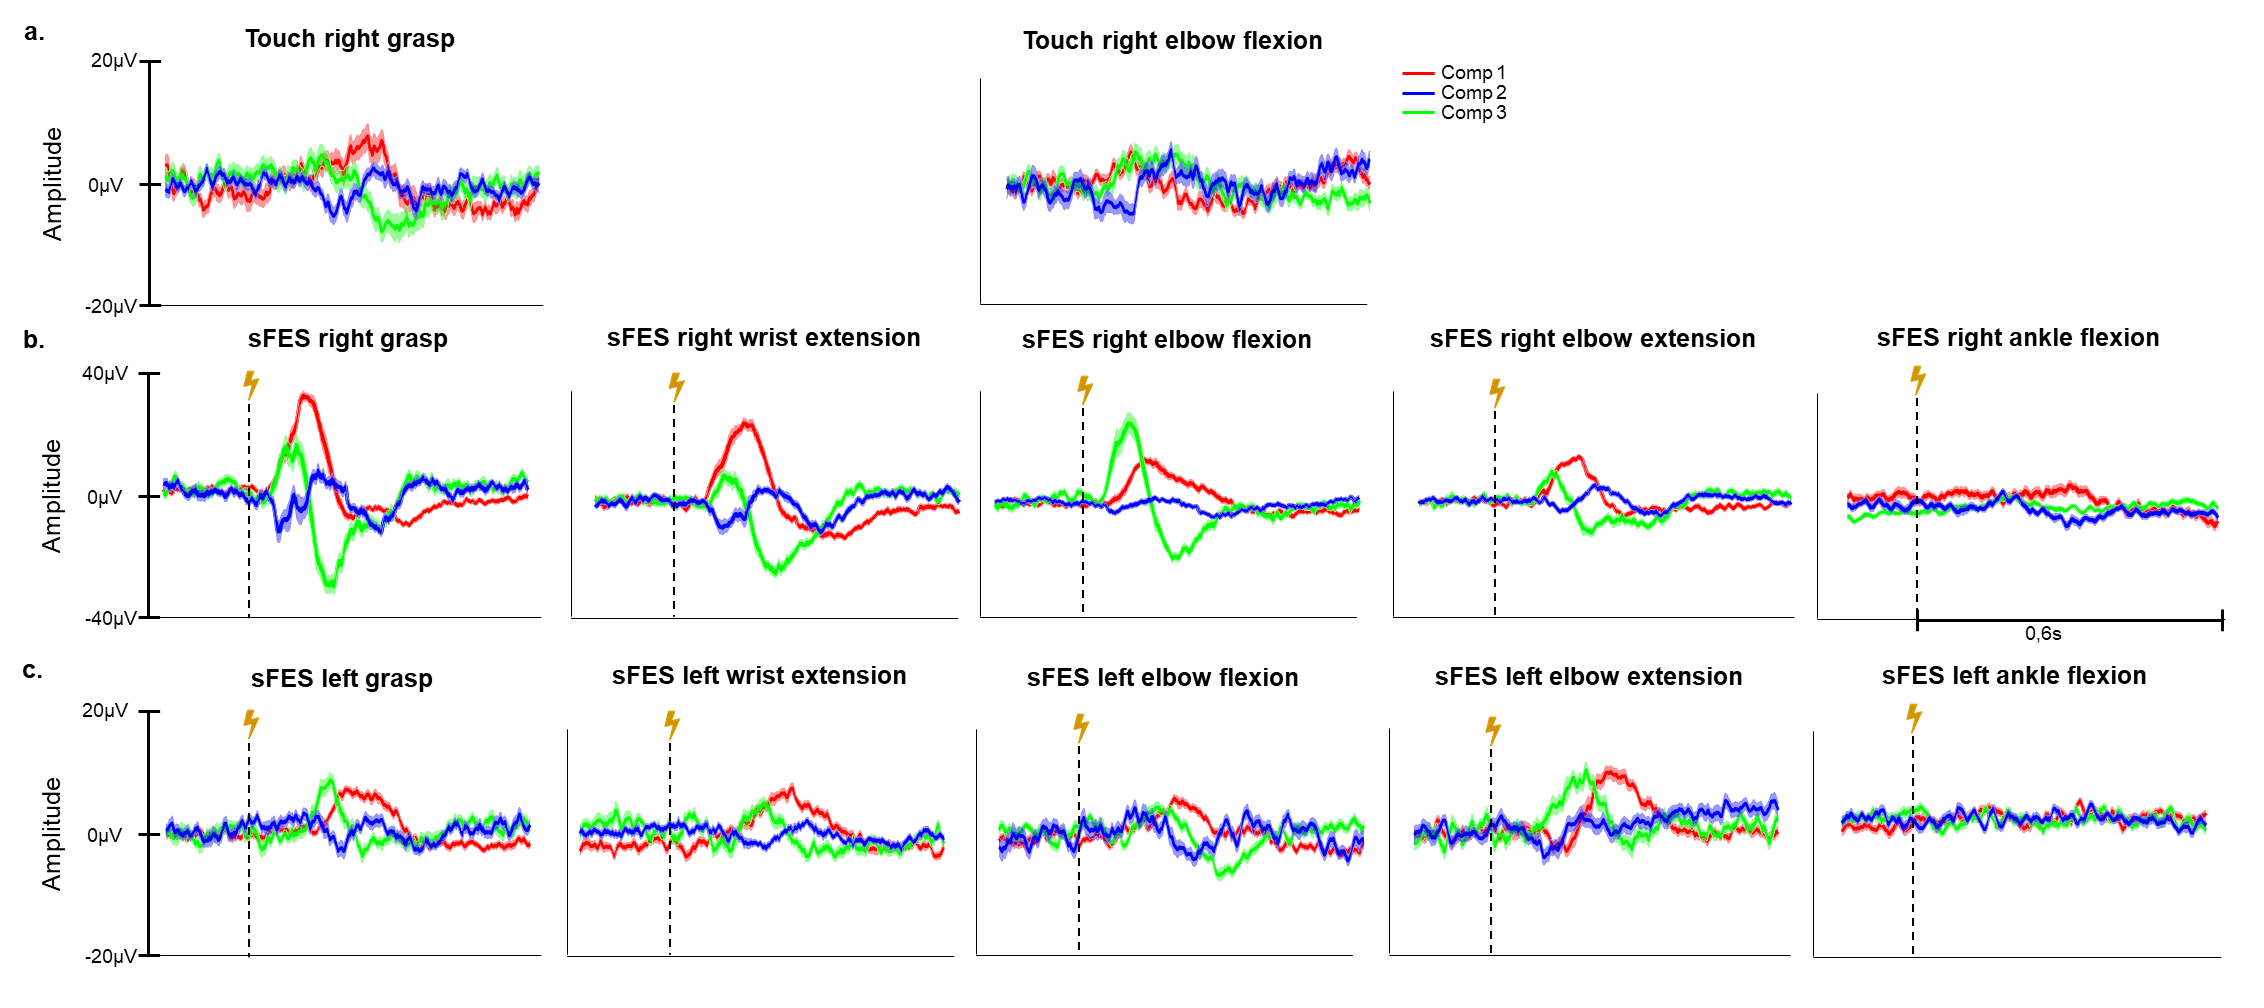 a.
Touch right grasp
Touch right elbow flexion
20µV
0µV
-20µV
Amplitude
Comp 1
Comp 2
Comp 3
b.
sFES right grasp
sFES right wrist extension
sFES right elbow flexion
sFES right elbow extension
sFES right ankle flexion
40µV
0µV
-40µV
Amplitude
0,6s
c.
sFES left grasp
sFES left wrist extension
sFES left elbow flexion
sFES left elbow extension
sFES left ankle flexion
20µV
0µV
-20µV
Amplitude